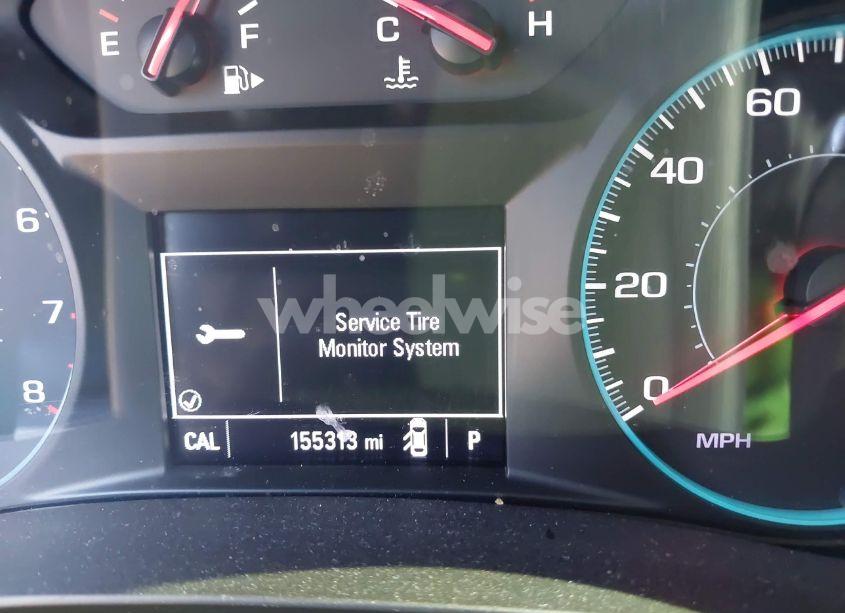 E
F
C
H
60
40
20
0
MPH
6
7
8
wheelwise
Service Tire
Monitor System
CAL
155313 mi
P